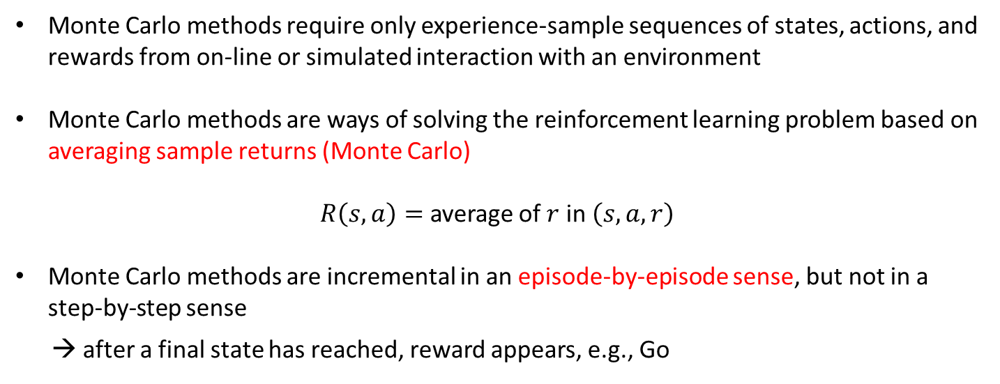 • Monte Carlo methods require only experience-sample sequences of states, actions, and
rewards from on-line or simulated interaction with an environment
• Monte Carlo methods are ways of solving the reinforcement learning problem based on
averaging sample returns (Monte Carlo)
R(s, a) = average of r in (s, a, r)
• Monte Carlo methods are incremental in an episode-by-episode sense, but not in a
step-by-step sense
→ after a final state has reached, reward appears, e.g., Go